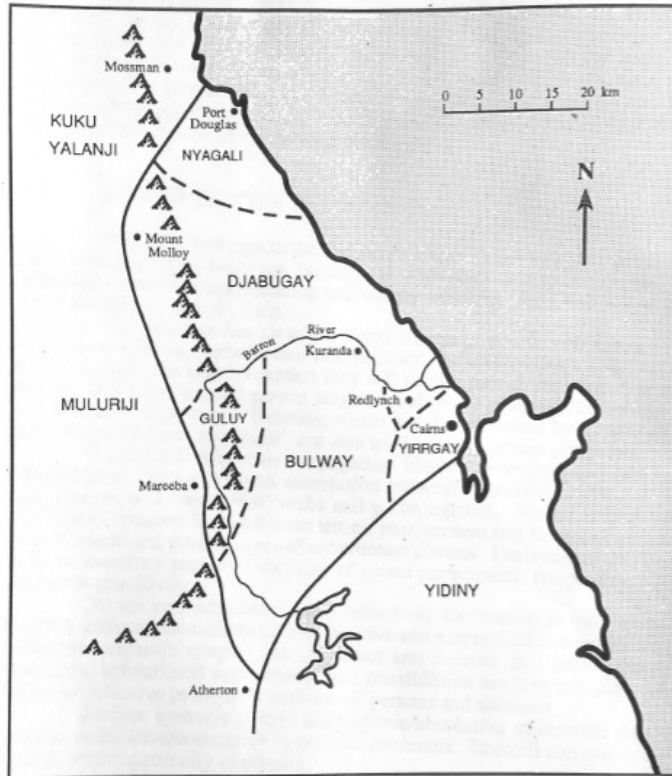 Mossman
Port
Douglas
0 5 10 15 20 km
KUKU
YALANJI
NYAGALI
N
Mount
Molloy
DJABUGAY
Barron River
Kuranda
MULURIJI
GULUY
Redlynch
Cairns
YIRRGAY
BULWAY
Mareeba
YIDINY
Atherton